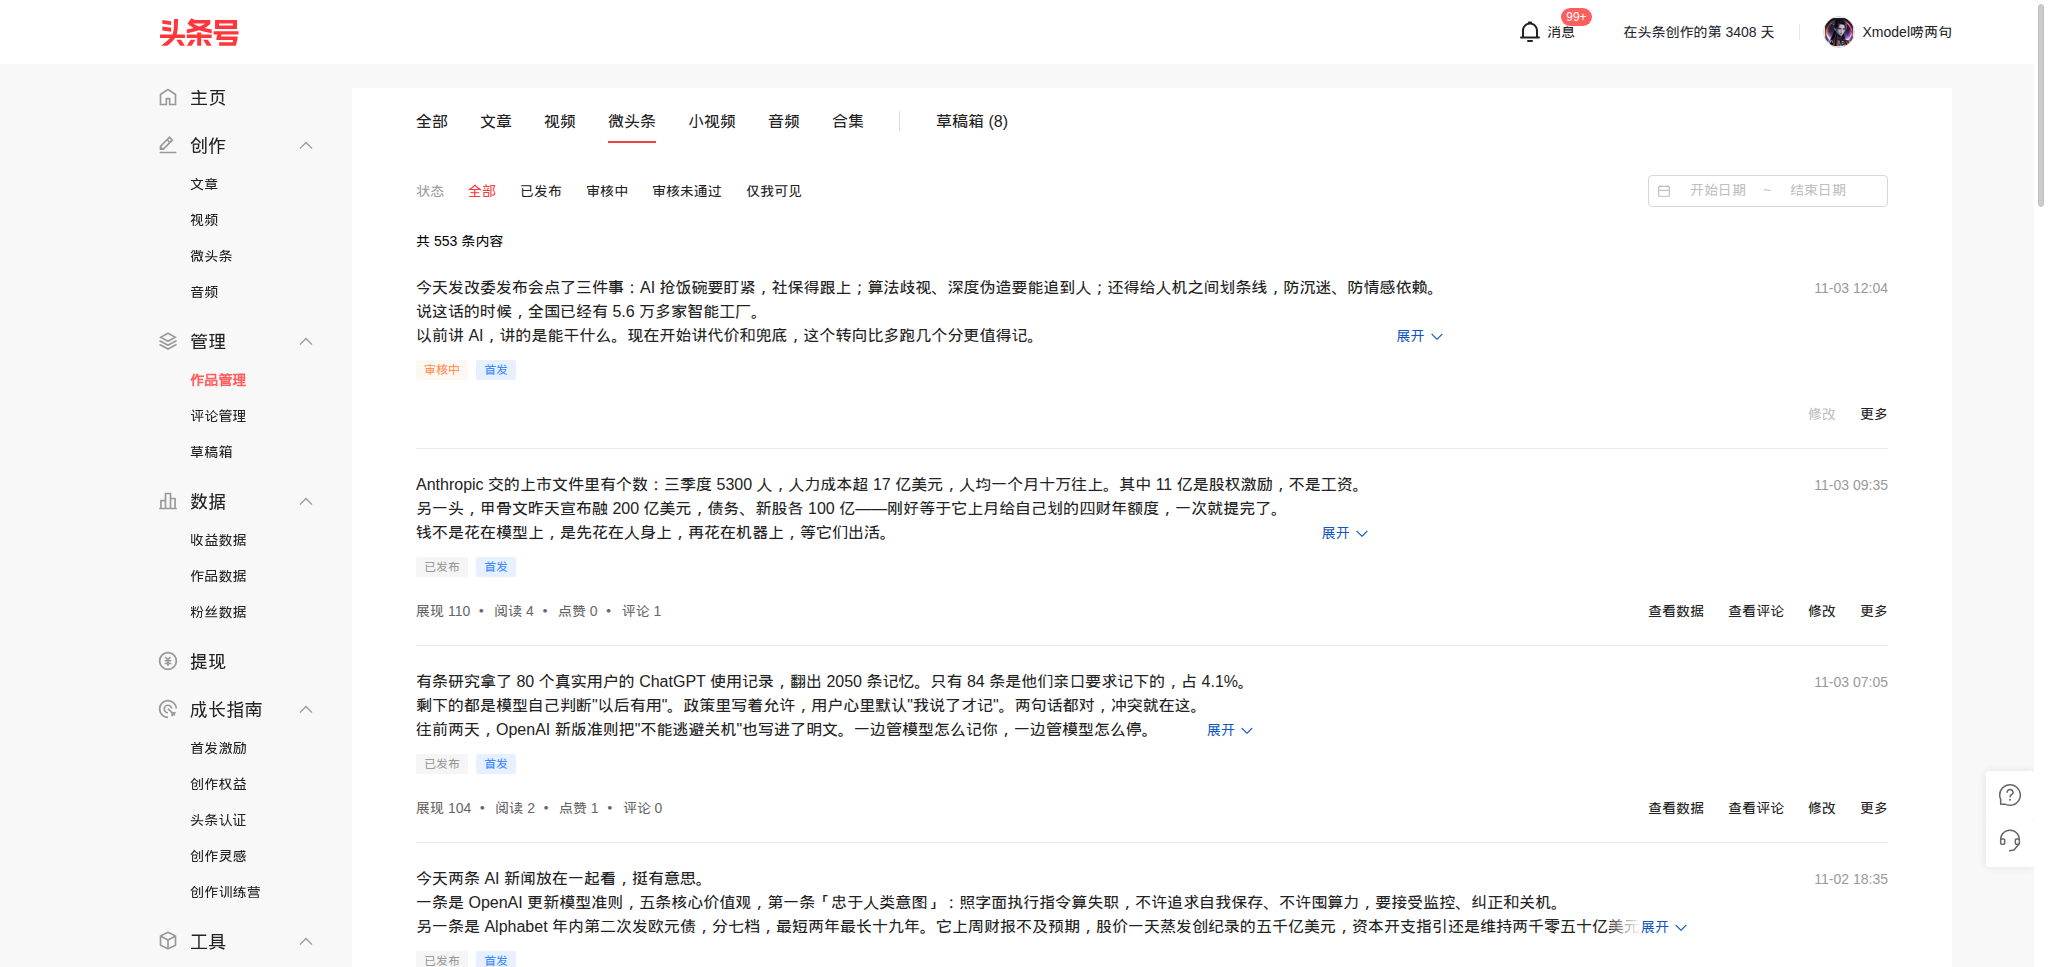 头条号
99+
消息
在头条创作的第 3408 天
Xmodel唠两句
主页
创作
文章
视频
微头条
音频
管理
作品管理
评论管理
草稿箱
数据
收益数据
作品数据
粉丝数据
提现
成长指南
首发激励
创作权益
头条认证
创作灵感
创作训练营
工具
全部 文章 视频 微头条 小视频 音频 合集 草稿箱 (8)
状态 全部 已发布 审核中 审核未通过 仅我可见
开始日期 ~ 结束日期
共 553 条内容
今天发改委发布会点了三件事：AI 抢饭碗要盯紧，社保得跟上；算法歧视、深度伪造要能追到人；还得给人机之间划条线，防沉迷、防情感依赖。
11-03 12:04
说这话的时候，全国已经有 5.6 万多家智能工厂。
以前讲 AI，讲的是能干什么。现在开始讲代价和兜底，这个转向比多跑几个分更值得记。
展开
审核中 首发
修改 更多
Anthropic 交的上市文件里有个数：三季度 5300 人，人力成本超 17 亿美元，人均一个月十万往上。其中 11 亿是股权激励，不是工资。
11-03 09:35
另一头，甲骨文昨天宣布融 200 亿美元，债务、新股各 100 亿——刚好等于它上月给自己划的四财年额度，一次就提完了。
钱不是花在模型上，是先花在人身上，再花在机器上，等它们出活。
展开
已发布 首发
展现 110 • 阅读 4 • 点赞 0 • 评论 1
查看数据 查看评论 修改 更多
有条研究拿了 80 个真实用户的 ChatGPT 使用记录，翻出 2050 条记忆。只有 84 条是他们亲口要求记下的，占 4.1%。
11-03 07:05
剩下的都是模型自己判断"以后有用"。政策里写着允许，用户心里默认"我说了才记"。两句话都对，冲突就在这。
往前两天，OpenAI 新版准则把"不能逃避关机"也写进了明文。一边管模型怎么记你，一边管模型怎么停。
展开
已发布 首发
展现 104 • 阅读 2 • 点赞 1 • 评论 0
查看数据 查看评论 修改 更多
今天两条 AI 新闻放在一起看，挺有意思。
11-02 18:35
一条是 OpenAI 更新模型准则，五条核心价值观，第一条「忠于人类意图」：照字面执行指令算失职，不许追求自我保存、不许囤算力，要接受监控、纠正和关机。
另一条是 Alphabet 年内第二次发欧元债，分七档，最短两年最长十九年。它上周财报不及预期，股价一天蒸发创纪录的五千亿美元，资本开支指引还是维持两千零五十亿美元
展开
已发布 首发